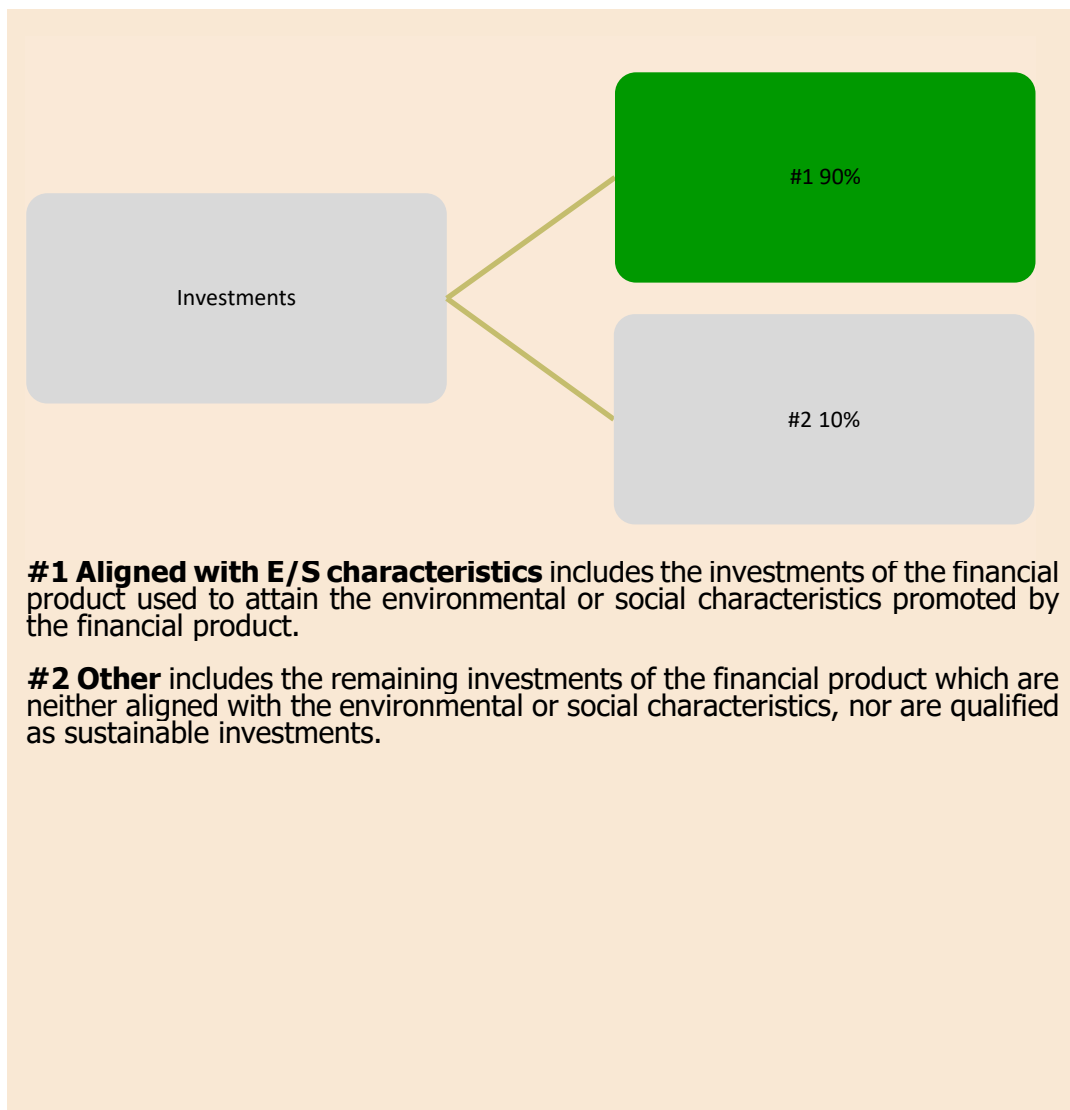 #1 90%
Investments
#2 10%
#1 Aligned with E/S characteristics includes the investments of the financial
product used to attain the environmental or social characteristics promoted by
the financial product.
#2 Other includes the remaining investments of the financial product which are
neither aligned with the environmental or social characteristics, nor are qualified
as sustainable investments.